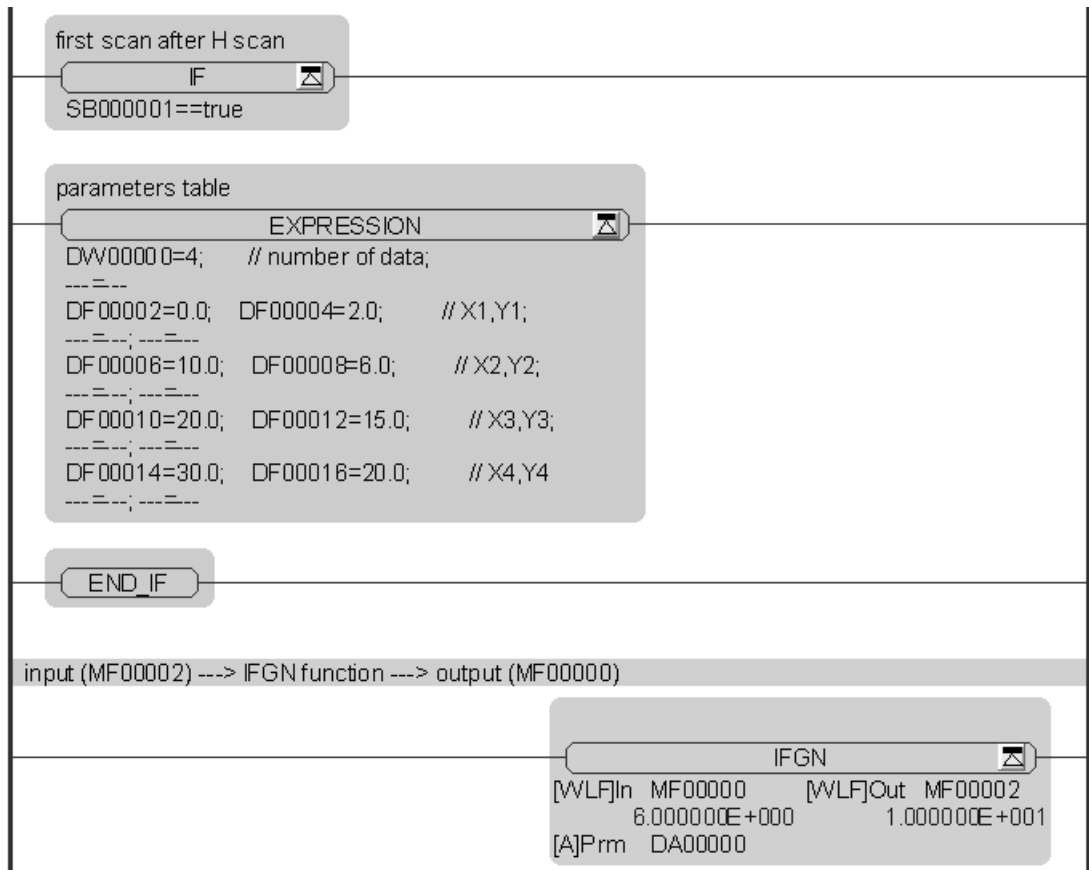 first scan after H scan
IF
SB000001==true
parameters table
EXPRESSION
DW00000=4; // number of data;
---=---
DF00002=0.0; DF00004=2.0; // X1,Y1;
---=---; ---=---
DF00006=10.0; DF00008=6.0; // X2,Y2;
---=---; ---=---
DF00010=20.0; DF00012=15.0; // X3,Y3;
---=---; ---=---
DF00014=30.0; DF00016=20.0; // X4,Y4
---=---; ---=---
END_IF
input (MF00002) ---> IFGN function ---> output (MF00000)
IFGN
[WLF]In MF00000 [WLF]Out MF00002
6.000000E+000 1.000000E+001
[A]Prm DA00000